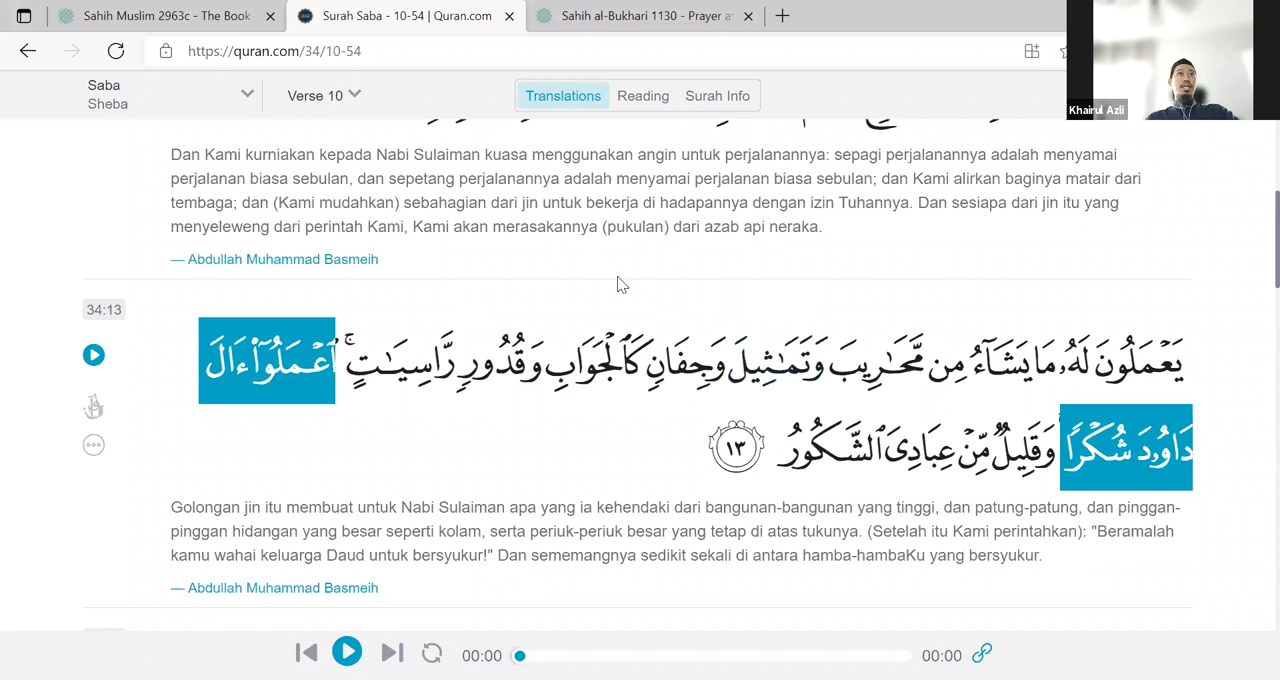 Sahih Muslim 2963c - The Book
Surah Saba - 10-54 | Quran.com
Sahih al-Bukhari 1130 - Prayer at
https://quran.com/34/10-54
Saba
Sheba
Verse 10
Translations
Reading
Surah Info
Khairul Azli
Dan Kami kurniakan kepada Nabi Sulaiman kuasa menggunakan angin untuk perjalanannya: sepagi perjalanannya adalah menyamai
perjalanan biasa sebulan, dan sepetang perjalanannya adalah menyamai perjalanan biasa sebulan; dan Kami alirkan baginya matair dari
tembaga; dan (Kami mudahkan) sebahagian dari jin untuk bekerja di hadapannya dengan izin Tuhannya. Dan sesiapa dari jin itu yang
menyeleweng dari perintah Kami, Kami akan merasakannya (pukulan) dari azab api neraka.
— Abdullah Muhammad Basmeih
34:13
يَعْمَلُونَ لَهُۥ مَا يَشَآءُ مِن مَّحَـٰرِيبَ وَتَمَـٰثِيلَ وَجِفَانٍ كَٱلْجَوَابِ وَقُدُورٍ رَّاسِيَـٰتٍ ۚ ٱعْمَلُوٓا۟ ءَالَ
دَاوُۥدَ شُكْرًا ۚ وَقَلِيلٌ مِّنْ عِبَادِىَ ٱلشَّكُورُ ١٣
Golongan jin itu membuat untuk Nabi Sulaiman apa yang ia kehendaki dari bangunan-bangunan yang tinggi, dan patung-patung, dan pinggan-
pinggan hidangan yang besar seperti kolam, serta periuk-periuk besar yang tetap di atas tukunya. (Setelah itu Kami perintahkan): "Beramalah
kamu wahai keluarga Daud untuk bersyukur!" Dan sememangnya sedikit sekali di antara hamba-hambaKu yang bersyukur.
— Abdullah Muhammad Basmeih
00:00
00:00